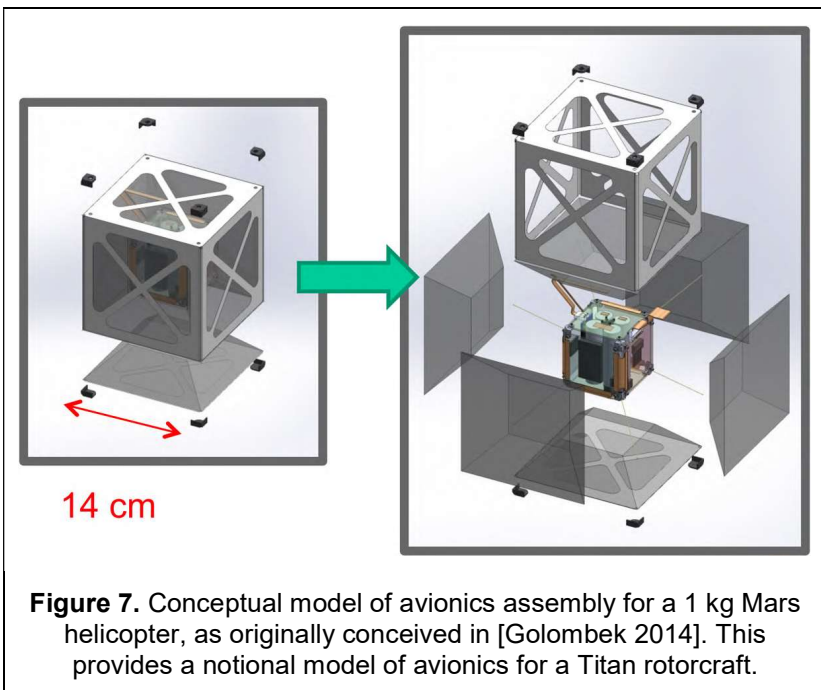 14 cm
Figure 7. Conceptual model of avionics assembly for a 1 kg Mars
helicopter, as originally conceived in [Golombek 2014]. This
provides a notional model of avionics for a Titan rotorcraft.